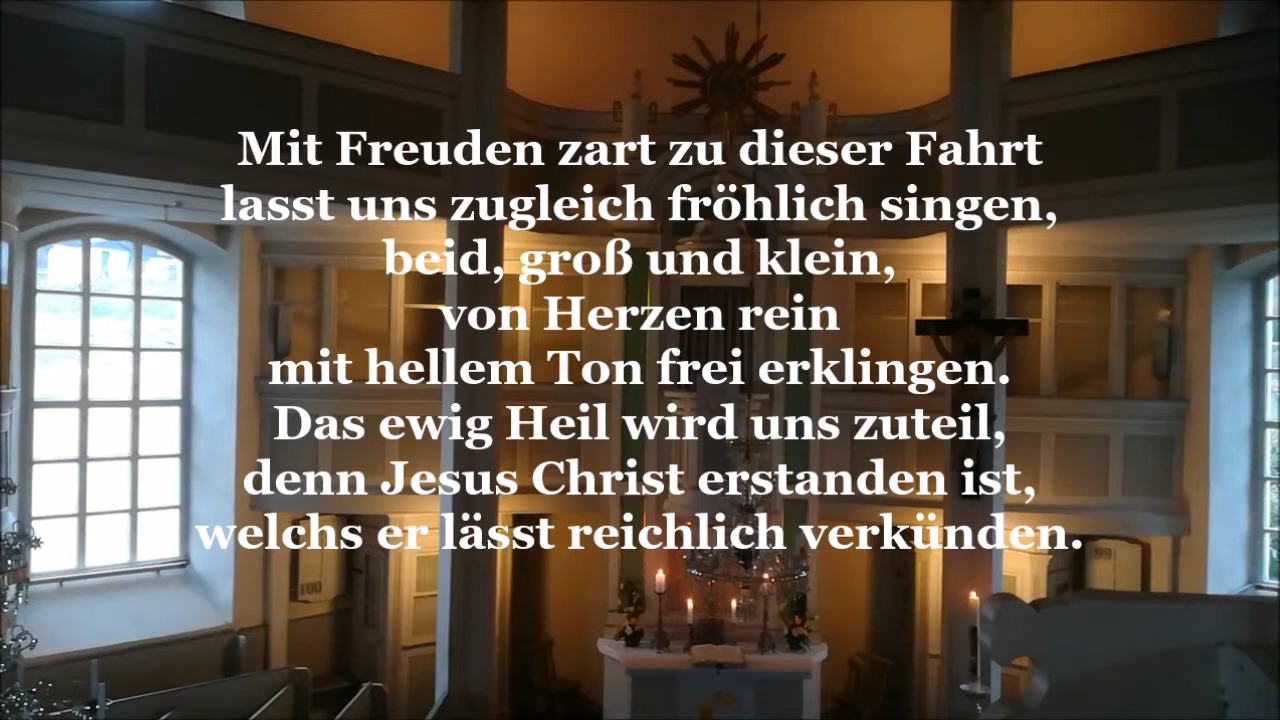 Mit Freuden zart zu dieser Fahrt
lasst uns zugleich fröhlich singen,
beid, groß und klein,
von Herzen rein
mit hellem Ton frei erklingen.
Das ewig Heil wird uns zuteil,
denn Jesus Christ erstanden ist,
welchs er lässt reichlich verkünden.
100
99